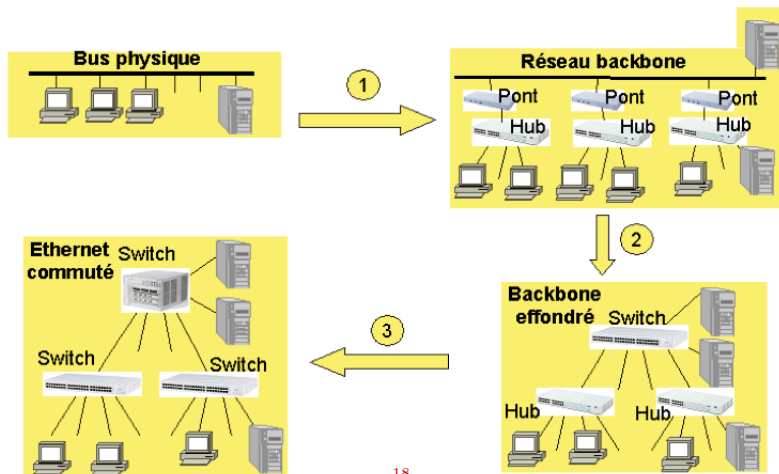 Bus physique
1
Réseau backbone
Pont
Pont
Pont
Hub
Hub
Hub
2
Backbone
effondré
Switch
Hub
Hub
3
Ethernet
commuté
Switch
Switch
Switch
18